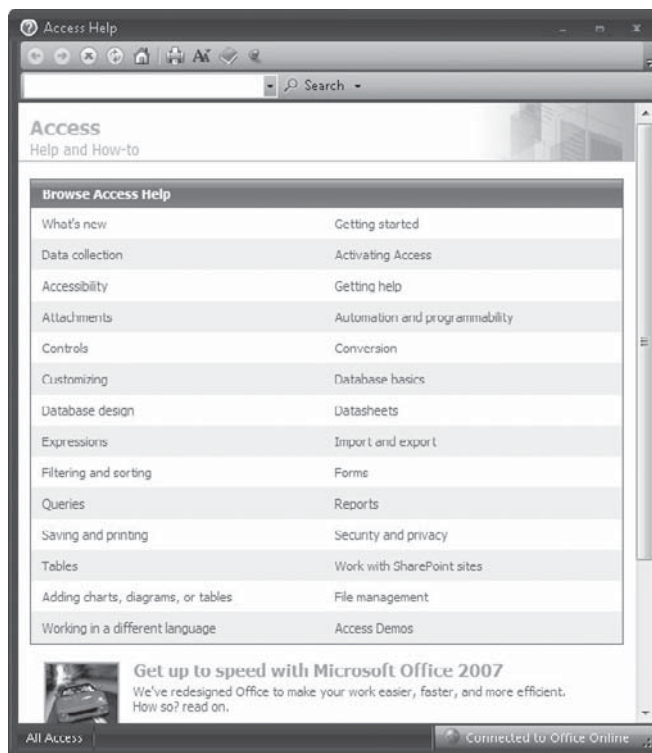 Access Help
Search
Access
Help and How-to
Browse Access Help
What's new
Getting started
Data collection
Activating Access
Accessibility
Getting help
Attachments
Automation and programmability
Controls
Conversion
Customizing
Database basics
Database design
Datasheets
Expressions
Import and export
Filtering and sorting
Forms
Queries
Reports
Saving and printing
Security and privacy
Tables
Work with SharePoint sites
Adding charts, diagrams, or tables
File management
Working in a different language
Access Demos
Get up to speed with Microsoft Office 2007
We've redesigned Office to make your work easier, faster, and more efficient.
How so? read on.
All Access
Connected to Office Online